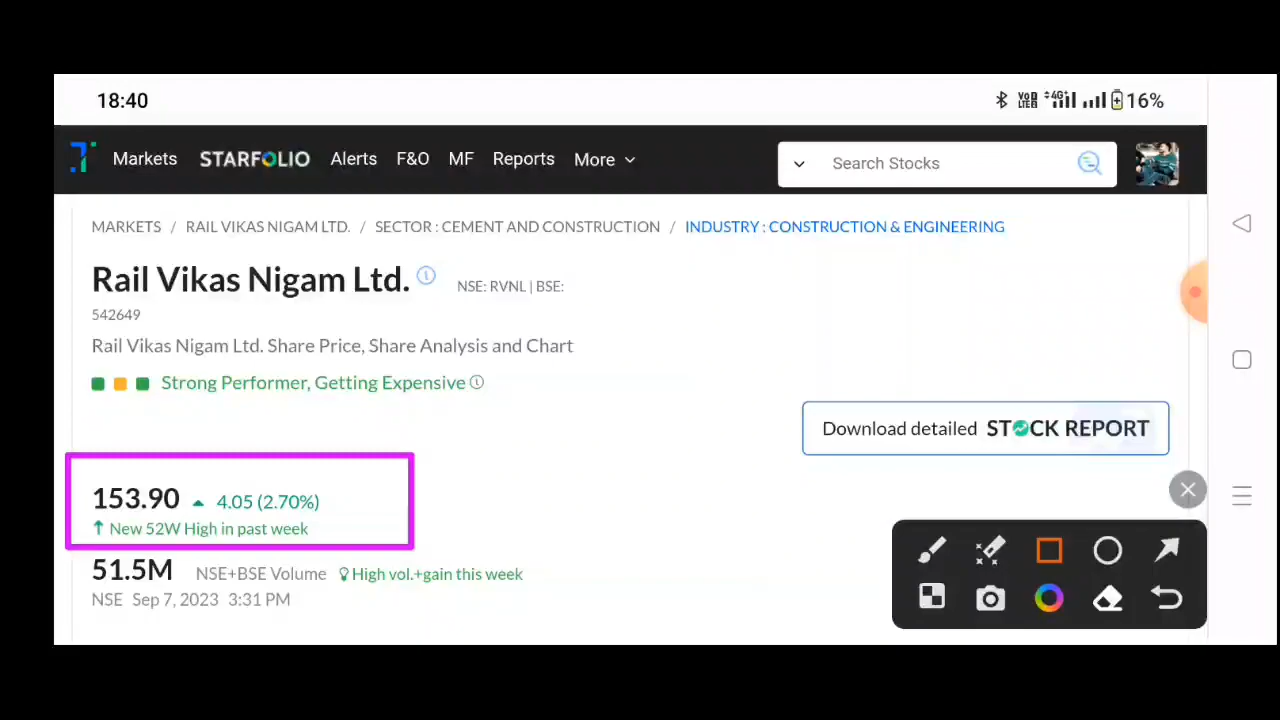 18:40 VoD LTE 4G+ 16%
Markets STARFOLIO Alerts F&O MF Reports More Search Stocks
MARKETS / RAIL VIKAS NIGAM LTD. / SECTOR : CEMENT AND CONSTRUCTION / INDUSTRY : CONSTRUCTION & ENGINEERING
Rail Vikas Nigam Ltd. NSE: RVNL | BSE:
542649
Rail Vikas Nigam Ltd. Share Price, Share Analysis and Chart
Strong Performer, Getting Expensive
Download detailed STOCK REPORT
153.90 4.05 (2.70%)
New 52W High in past week
51.5M NSE+BSE Volume High vol.+gain this week
NSE Sep 7, 2023 3:31 PM